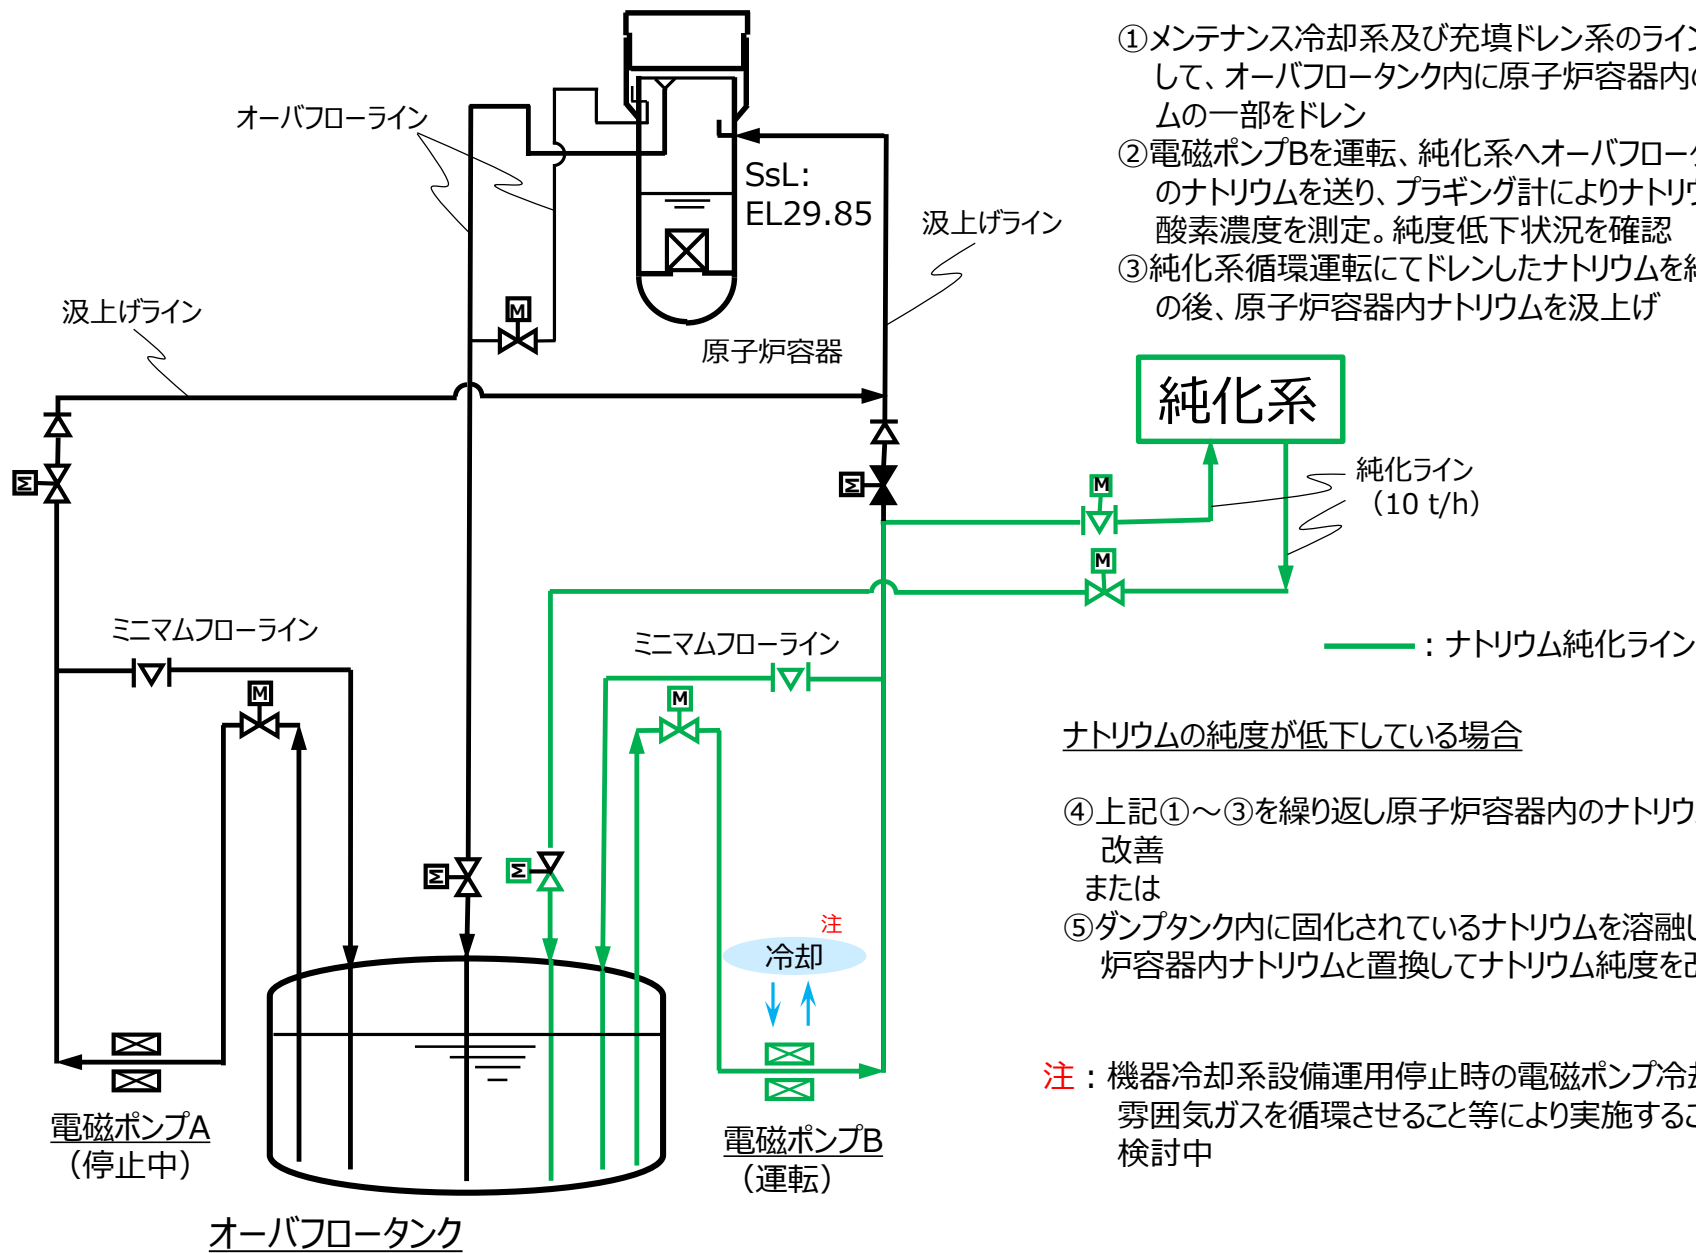 ①メンテナンス冷却系及び充填ドレン系のライン
して、オーバフロータンク内に原子炉容器内の
ムの一部をドレン
②電磁ポンプBを運転、純化系へオーバフロータ
のナトリウムを送り、プラギング計によりナトリウ
酸素濃度を測定。純度低下状況を確認
③純化系循環運転にてドレンしたナトリウムを純
の後、原子炉容器内ナトリウムを汲上げ
オーバフローライン
SsL:
EL29.85
汲上げライン
汲上げライン
M
原子炉容器
純化系
M
M
M
純化ライン
（10 t/h）
M
ミニマムフローライン
ミニマムフローライン
：ナトリウム純化ライン
M
M
ナトリウムの純度が低下している場合
④上記①～③を繰り返し原子炉容器内のナトリウ
改善
または
M
M
注
冷却
⑤ダンプタンク内に固化されているナトリウムを溶融し
炉容器内ナトリウムと置換してナトリウム純度を改
注：機器冷却系設備運用停止時の電磁ポンプ冷却
雰囲気ガスを循環させること等により実施するこ
検討中
電磁ポンプA
（停止中）
電磁ポンプB
（運転）
オーバフロータンク